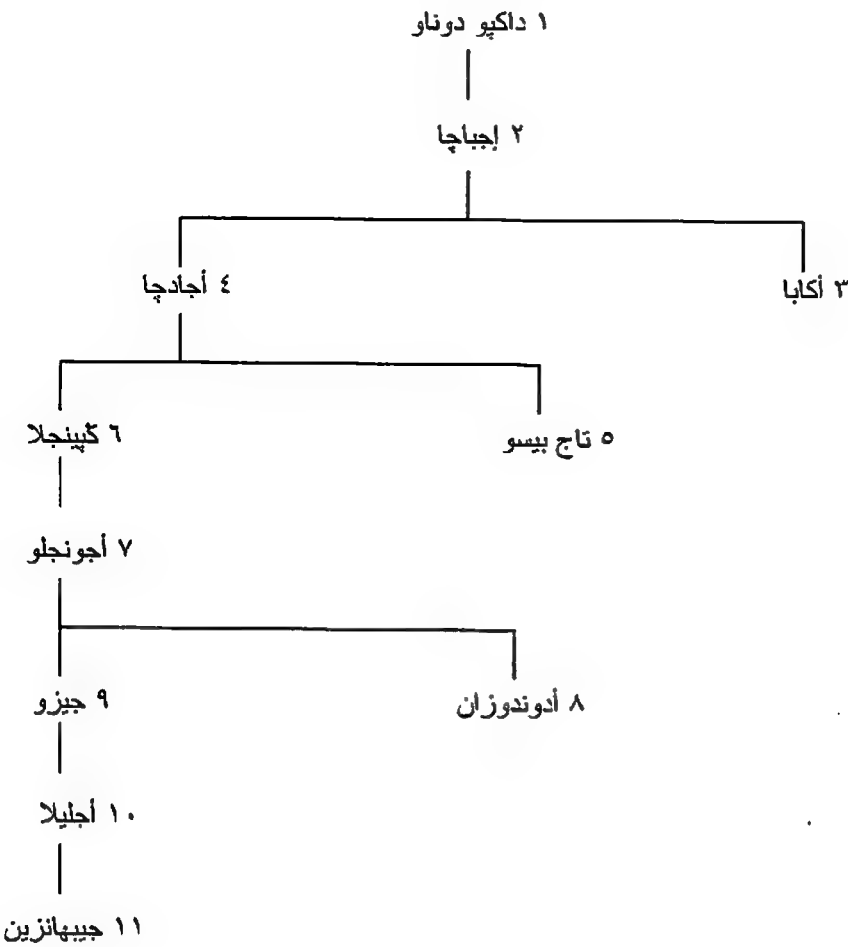 ١ داكپو دوناو
٢ إجباچا
٣ أكابا
٤ أجادچا
٥ تاج بيسو
٦ كپينجلا
٧ أجونجلو
٨ أدوندوزان
٩ جيزو
١٠ أجليلا
١١ جيبهانزين